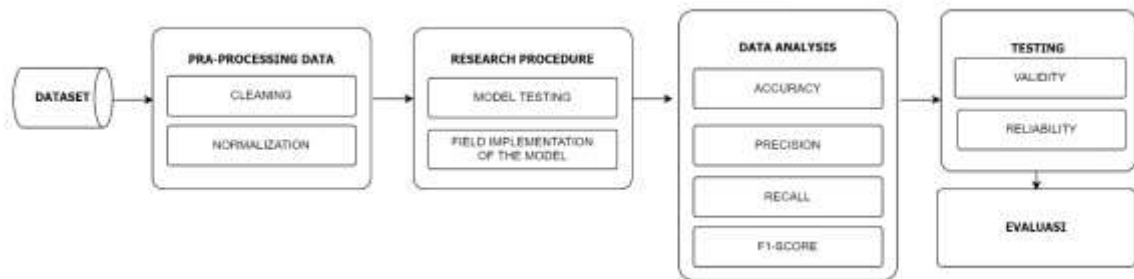 DATASET
PRA-PROCESSING DATA
CLEANING
NORMALIZATION
RESEARCH PROCEDURE
MODEL TESTING
FIELD IMPLEMENTATION
OF THE MODEL
DATA ANALYSIS
ACCURACY
PRECISION
RECALL
F1-SCORE
TESTING
VALIDITY
RELIABILITY
EVALUASI